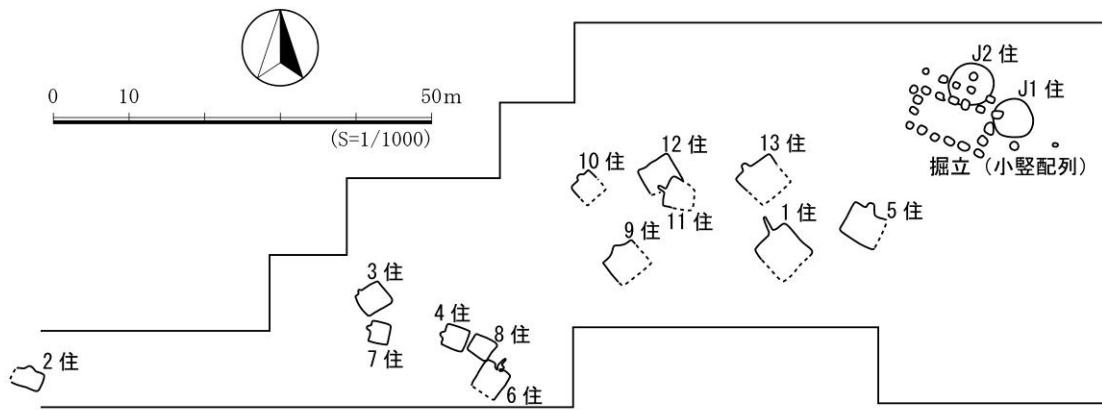 0 10 50m
(S=1/1000)
J2 住
J1 住
掘立（小竪配列）
12 住
13 住
10 住
11 住
1 住
5 住
9 住
3 住
4 住
8 住
7 住
2 住
6 住